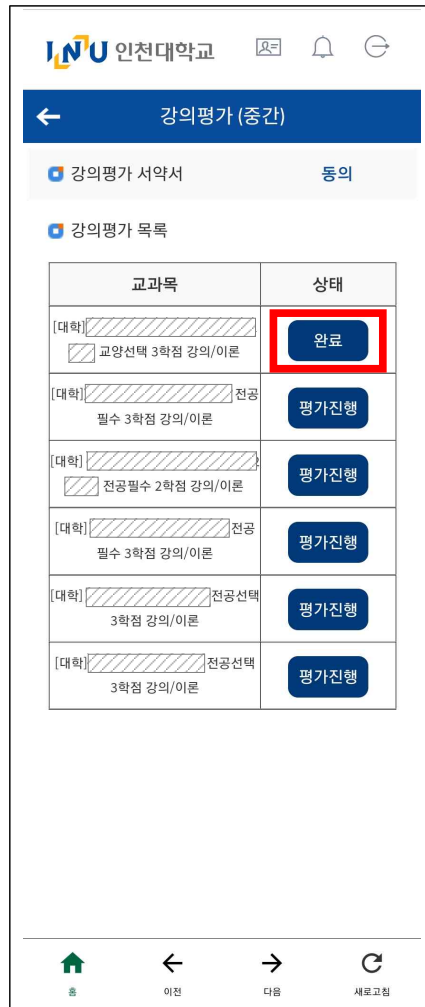 INU 인천대학교
강의평가 (중간)
강의평가 서약서 동의
강의평가 목록
교과목 상태
[대학]
교양선택 3학점 강의/이론
완료
[대학] 전공
필수 3학점 강의/이론
평가진행
[대학]
전공필수 2학점 강의/이론
평가진행
[대학] 전공
필수 3학점 강의/이론
평가진행
[대학] 전공선택
3학점 강의/이론
평가진행
[대학] 전공선택
3학점 강의/이론
평가진행
홈 이전 다음 새로고침